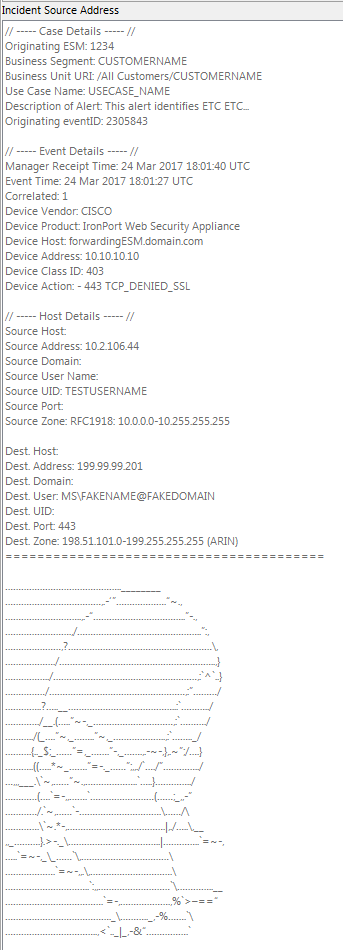 Incident Source Address
// ----- Case Details ----- //
Originating ESM: 1234
Business Segment: CUSTOMERNAME
Business Unit URI: /All Customers/CUSTOMERNAME
Use Case Name: USECASE_NAME
Description of Alert: This alert identifies ETC ETC...
Originating eventID: 2305843
// ----- Event Details ----- //
Manager Receipt Time: 24 Mar 2017 18:01:40 UTC
Event Time: 24 Mar 2017 18:01:27 UTC
Correlated: 1
Device Vendor: CISCO
Device Product: IronPort Web Security Appliance
Device Host: forwardingESM.domain.com
Device Address: 10.10.10.10
Device Class ID: 403
Device Action: - 443 TCP_DENIED_SSL
// ----- Host Details ----- //
Source Host:
Source Address: 10.2.106.44
Source Domain:
Source User Name:
Source UID: TESTUSERNAME
Source Port:
Source Zone: RFC1918: 10.0.0.0-10.255.255.255
Dest. Host:
Dest. Address: 199.99.99.201
Dest. Domain:
Dest. User: MS\FAKENAME@FAKEDOMAIN
Dest. UID:
Dest. Port: 443
Dest. Zone: 198.51.101.0-199.255.255.255 (ARIN)
========================================